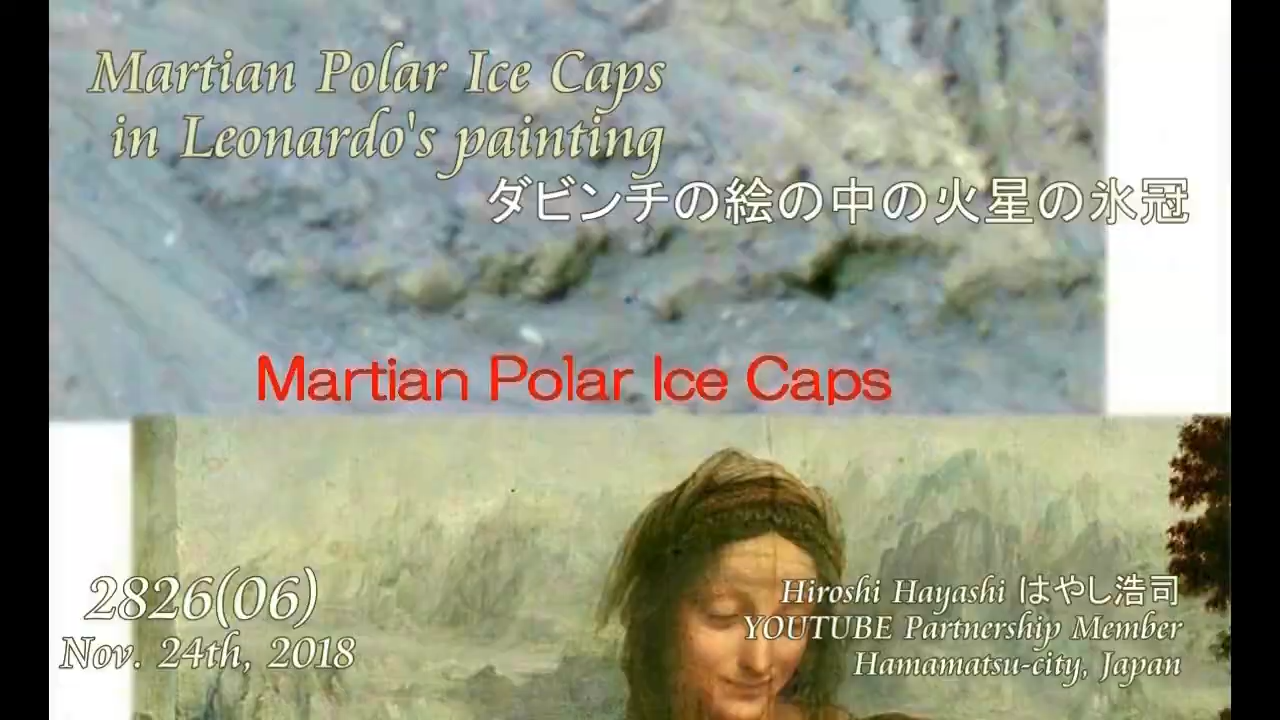 Martian Polar Ice Caps
in Leonardo's painting
ダビンチの絵の中の火星の氷冠
Martian Polar Ice Caps
2826(06)
Nov. 24th, 2018
Hiroshi Hayashi はやし浩司
YOUTUBE Partnership Member
Hamamatsu-city, Japan